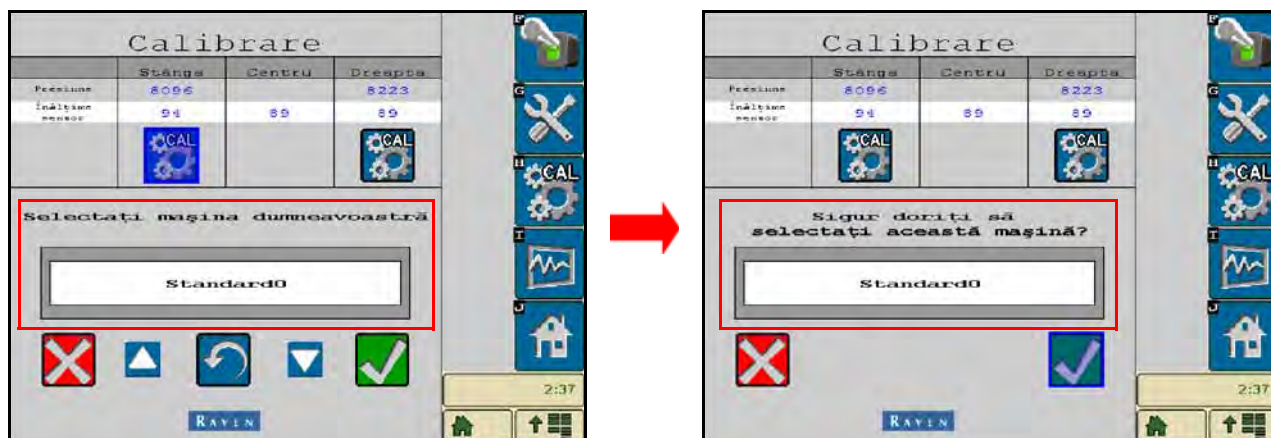 Calibrare
Stânga Centru Dreapta
Presiune 8096 8223
Înălțime senzor 94 89 89
CAL CAL
Selectați mașina dumneavoastră
Standard0
RAVEN
F
G
H CAL
I
J
2:37
Calibrare
Stânga Centru Dreapta
Presiune 8096 8223
Înălțime senzor 94 89 89
CAL CAL
Sigur doriți să
selectați această mașină?
Standard0
RAVEN
F
G
H CAL
I
J
2:37